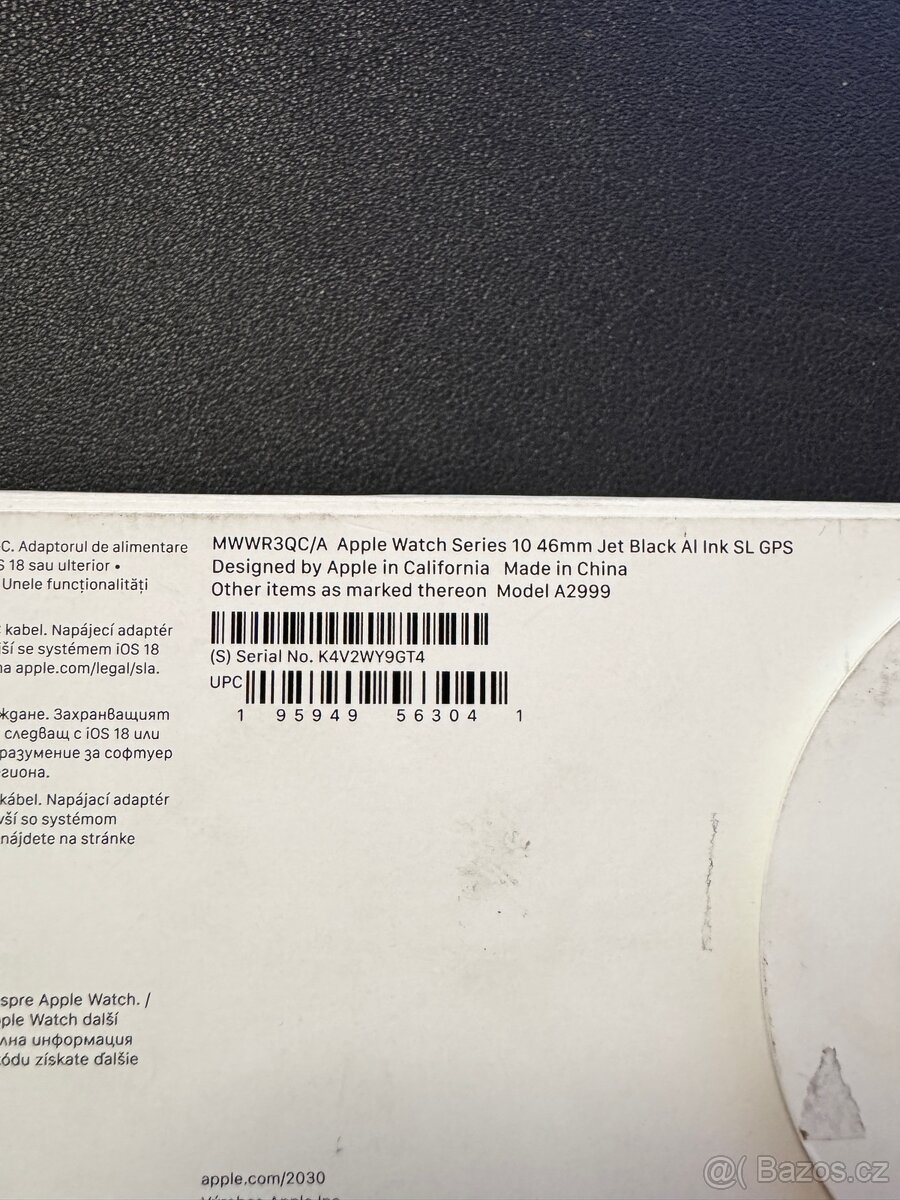 C. Adaptorul de alimentare
S 18 sau ulterior •
Unele funcționalități
kabel. Napájecí adaptér
jší se systémem iOS 18
na apple.com/legal/sla.
ждане. Захранващият
следващ с iOS 18 или
разумение за софтуер
гиона.
kábel. Napájací adaptér
vší so systémom
nájdete na stránke
MWWR3QC/A Apple Watch Series 10 46mm Jet Black Al Ink SL GPS
Designed by Apple in California Made in China
Other items as marked thereon Model A2999
(S) Serial No. K4V2WY9GT4
UPC
1 95949 56304 1
spre Apple Watch. /
ple Watch další
лна информация
kódu získate ďalšie
apple.com/2030
@( Bazos.cz